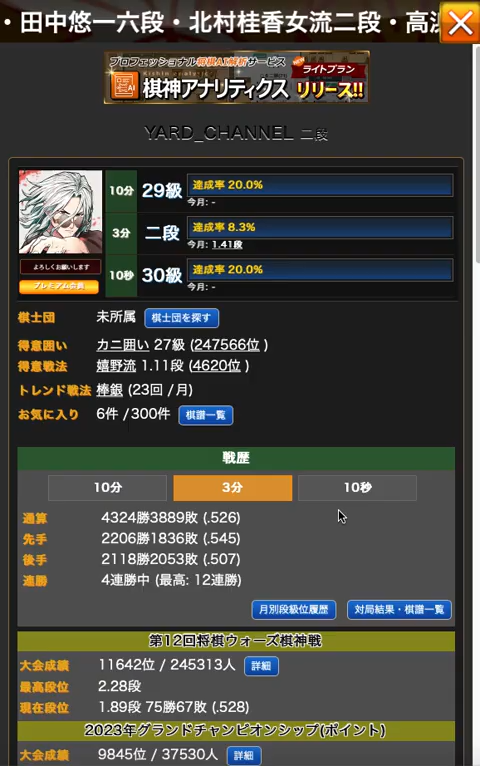 ・田中悠一六段・北村桂香女流二段・高
プロフェッショナル将棋AI解析サービス
棋神アナリティクス
NEW
ライトプラン
リリース!!
YARD_CHANNEL 二段
10分 29級 達成率 20.0%
今月: -
3分 二段 達成率 8.3%
今月: 1.41段
10秒 30級 達成率 20.0%
今月: -
よろしくお願いします
プレミアム会員
棋士団 未所属 棋士団を探す
得意囲い カニ囲い 27級 (247566位 )
得意戦法 嬉野流 1.11段 (4620位 )
トレンド戦法 棒銀 (23回 /月)
お気に入り 6件 /300件 棋譜一覧
戦歴
10分 3分 10秒
通算 4324勝3889敗 (.526)
先手 2206勝1836敗 (.545)
後手 2118勝2053敗 (.507)
連勝 4連勝中 (最高: 12連勝)
月別段級位履歴 対局結果・棋譜一覧
第12回将棋ウォーズ棋神戦
大会成績 11642位 / 245313人 詳細
最高段位 2.28段
現在段位 1.89段 75勝67敗 (.528)
2023年グランドチャンピオンシップ(ポイント)
大会成績 9845位 / 37530人 詳細